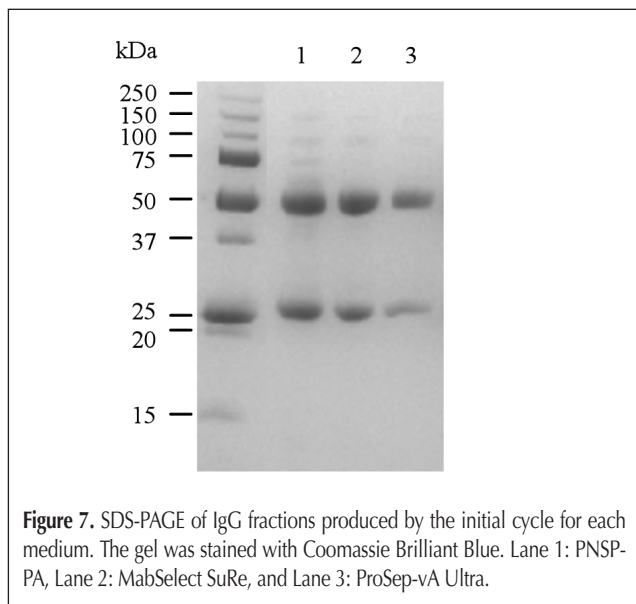 kDa
1 2 3
250
150
100
75
50
37
25
20
15
Figure 7. SDS-PAGE of IgG fractions produced by the initial cycle for each
medium. The gel was stained with Coomassie Brilliant Blue. Lane 1: PNSP-
PA, Lane 2: MabSelect SuRe, and Lane 3: ProSep-vA Ultra.